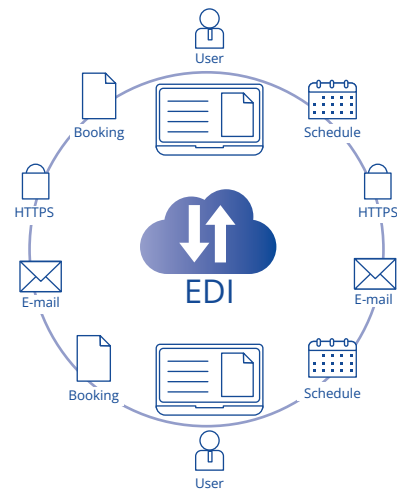 User
Booking
Schedule
HTTPS
HTTPS
E-mail
E-mail
EDI
Booking
Schedule
User